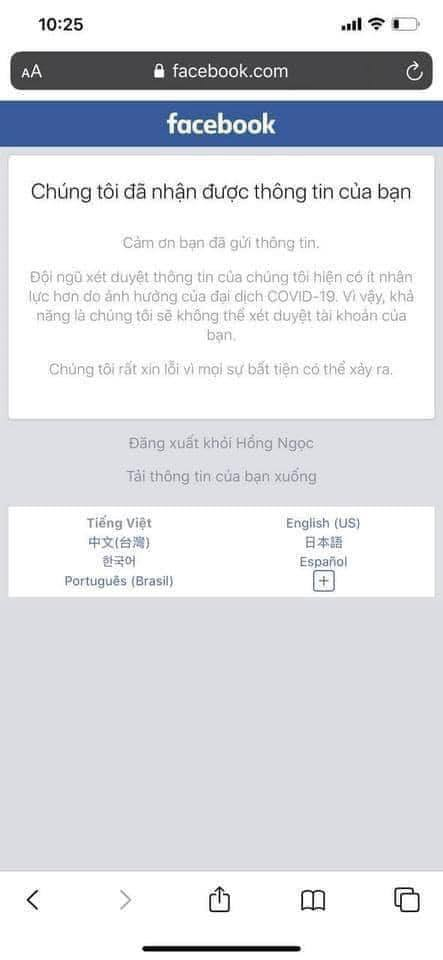 10:25
AA facebook.com
facebook
Chúng tôi đã nhận được thông tin của bạn
Cảm ơn bạn đã gửi thông tin.
Đội ngũ xét duyệt thông tin của chúng tôi hiện có ít nhân
lực hơn do ảnh hưởng của đại dịch COVID-19. Vì vậy, khả
năng là chúng tôi sẽ không thể xét duyệt tài khoản của
bạn.
Chúng tôi rất xin lỗi vì mọi sự bất tiện có thể xảy ra.
Đăng xuất khỏi Hồng Ngọc
Tải thông tin của bạn xuống
Tiếng Việt English (US)
中文(台灣) 日本語
한국어 Español
Português (Brasil) +